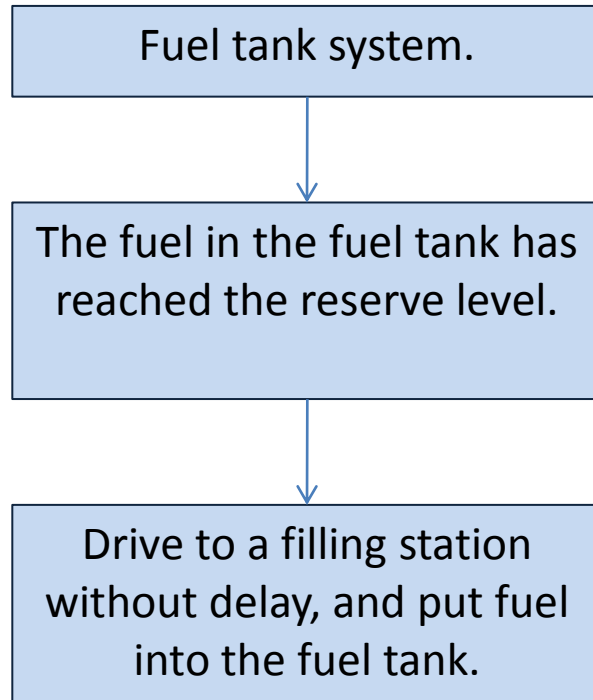 Fuel tank system.
The fuel in the fuel tank has
reached the reserve level.
Drive to a filling station
without delay, and put fuel
into the fuel tank.